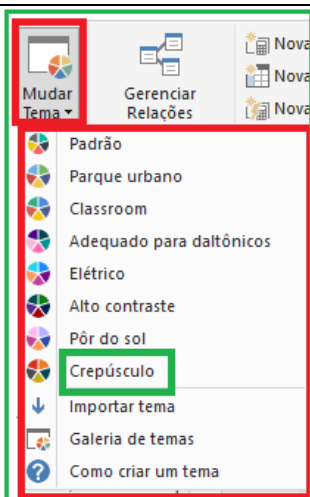 Mudar
Tema
Gerenciar
Relações
Nova
Nova
Nova
Padrão
Parque urbano
Classroom
Adequado para daltônicos
Elétrico
Alto contraste
Pôr do sol
Crepúsculo
Importar tema
Galeria de temas
Como criar um tema